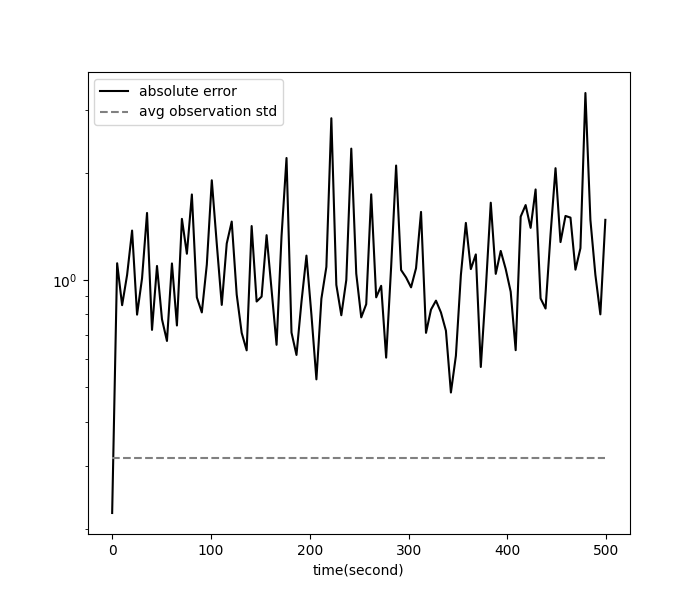 absolute error
avg observation std
10⁰
0 100 200 300 400 500
time(second)